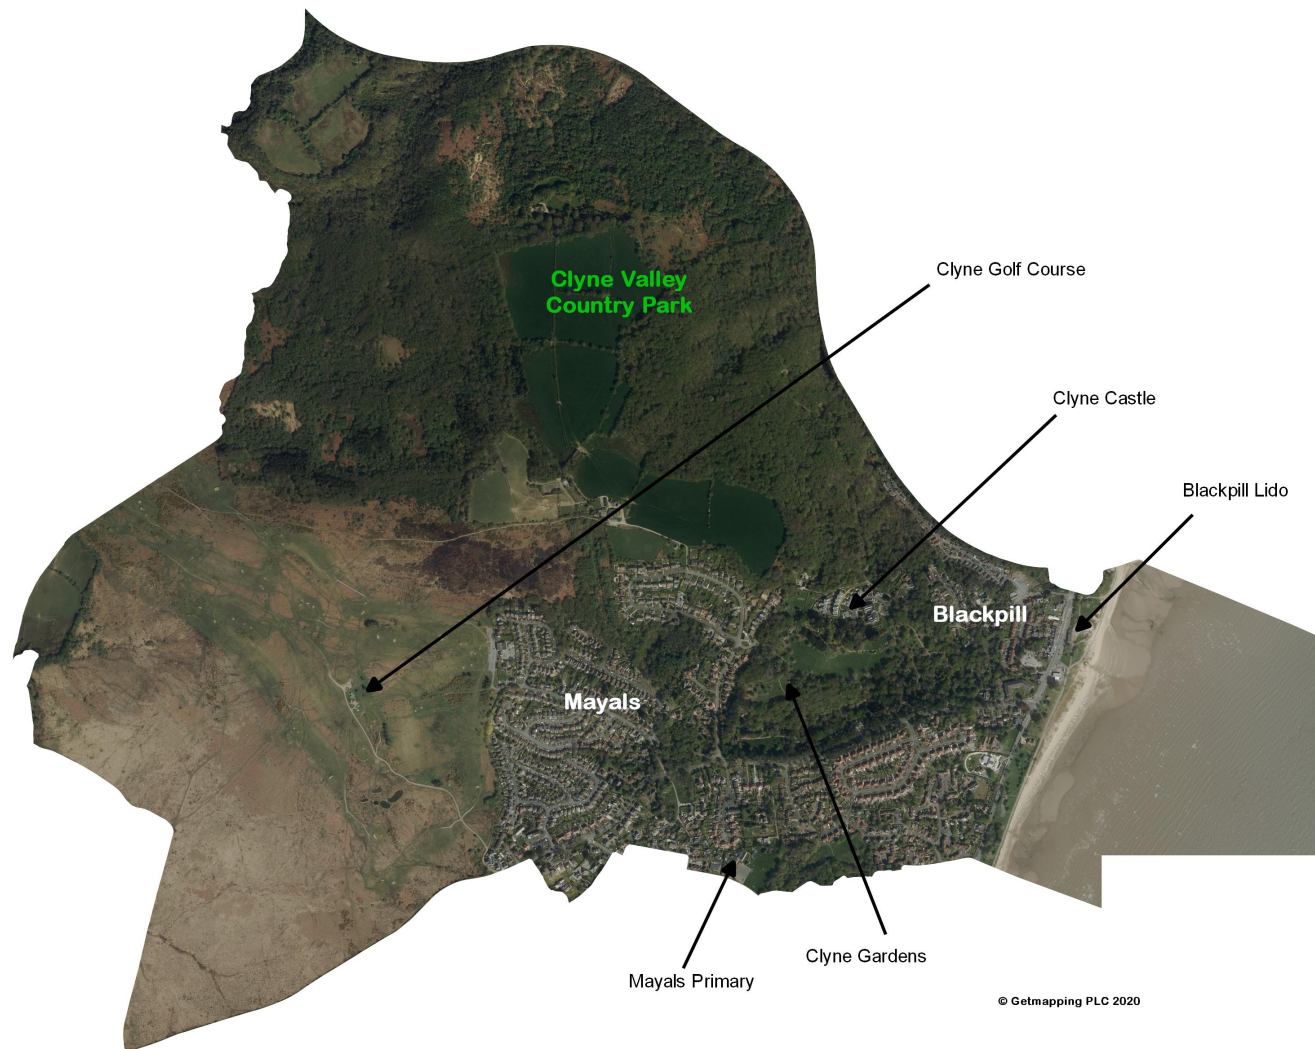 Clyne Valley
Country Park
Clyne Golf Course
Clyne Castle
Blackpill Lido
Blackpill
Mayals
Clyne Gardens
Mayals Primary
© Getmapping PLC 2020